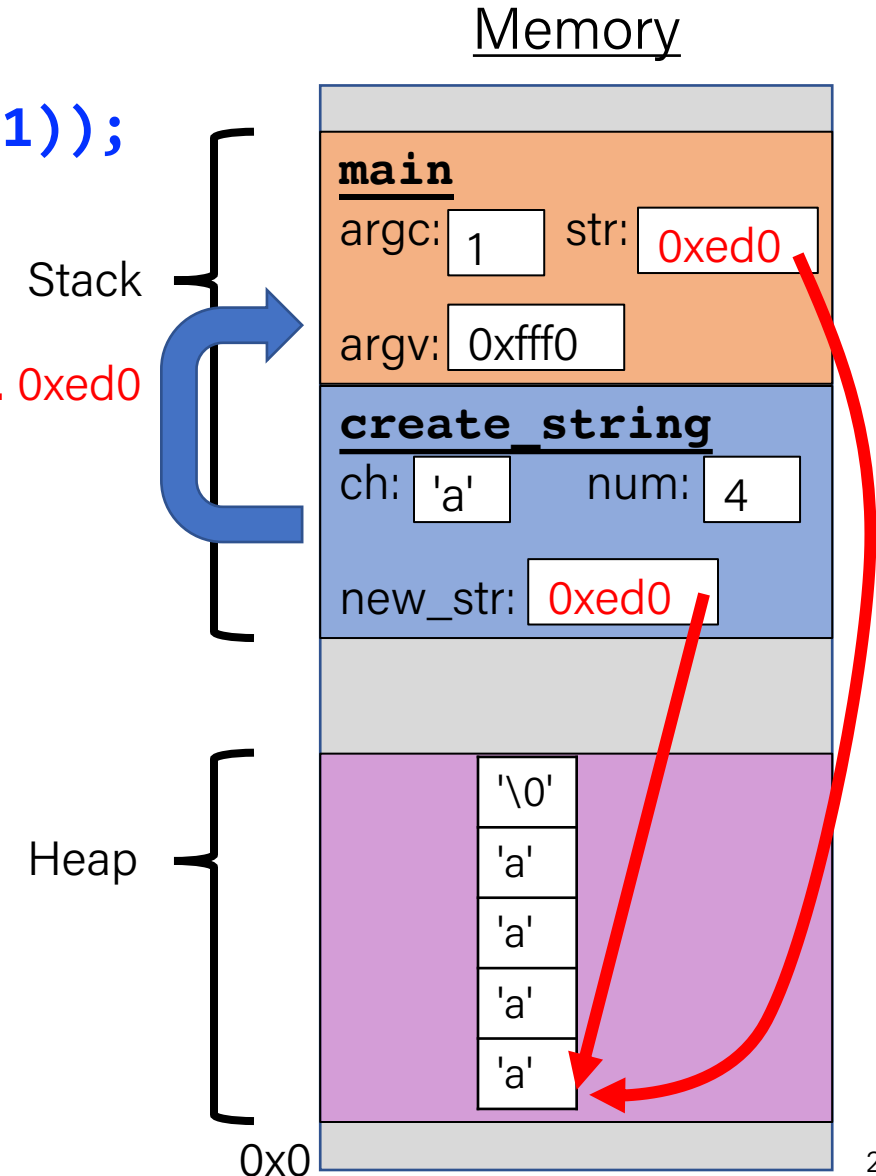 Memory
1));
main
argc: 1 str: 0xed0
Stack
argv: 0xfff0
. 0xed0
create_string
ch: 'a' num: 4
new_str: 0xed0
'\0'
'a'
Heap
'a'
'a'
'a'
0x0
2